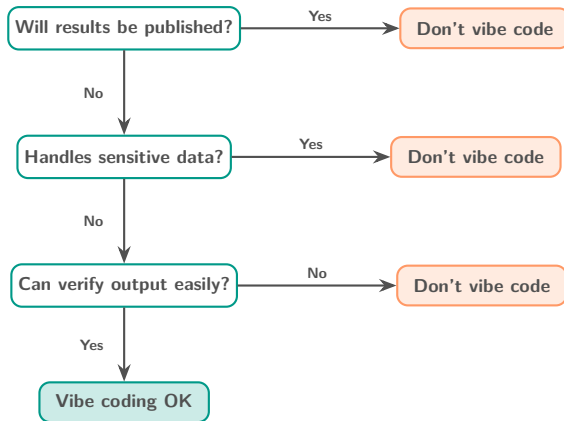 Will results be published?
Yes
Don't vibe code
No
Handles sensitive data?
Yes
Don't vibe code
No
Can verify output easily?
No
Don't vibe code
Yes
Vibe coding OK